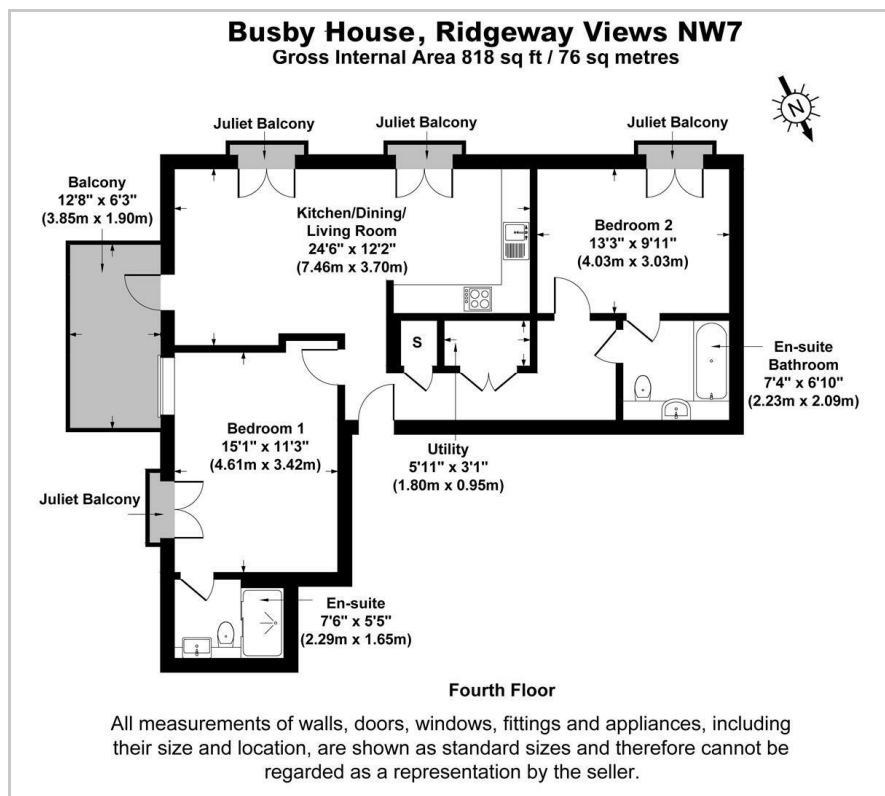 Busby House, Ridgeway Views NW7
Gross Internal Area 818 sq ft / 76 sq metres
N
Juliet Balcony
Juliet Balcony
Juliet Balcony
Balcony
12'8" x 6'3"
(3.85m x 1.90m)
Kitchen/Dining/
Living Room
24'6" x 12'2"
(7.46m x 3.70m)
Bedroom 2
13'3" x 9'11"
(4.03m x 3.03m)
S
En-suite
Bathroom
7'4" x 6'10"
(2.23m x 2.09m)
Bedroom 1
15'1" x 11'3"
(4.61m x 3.42m)
Utility
5'11" x 3'1"
(1.80m x 0.95m)
Juliet Balcony
En-suite
7'6" x 5'5"
(2.29m x 1.65m)
Fourth Floor
All measurements of walls, doors, windows, fittings and appliances, including
their size and location, are shown as standard sizes and therefore cannot be
regarded as a representation by the seller.